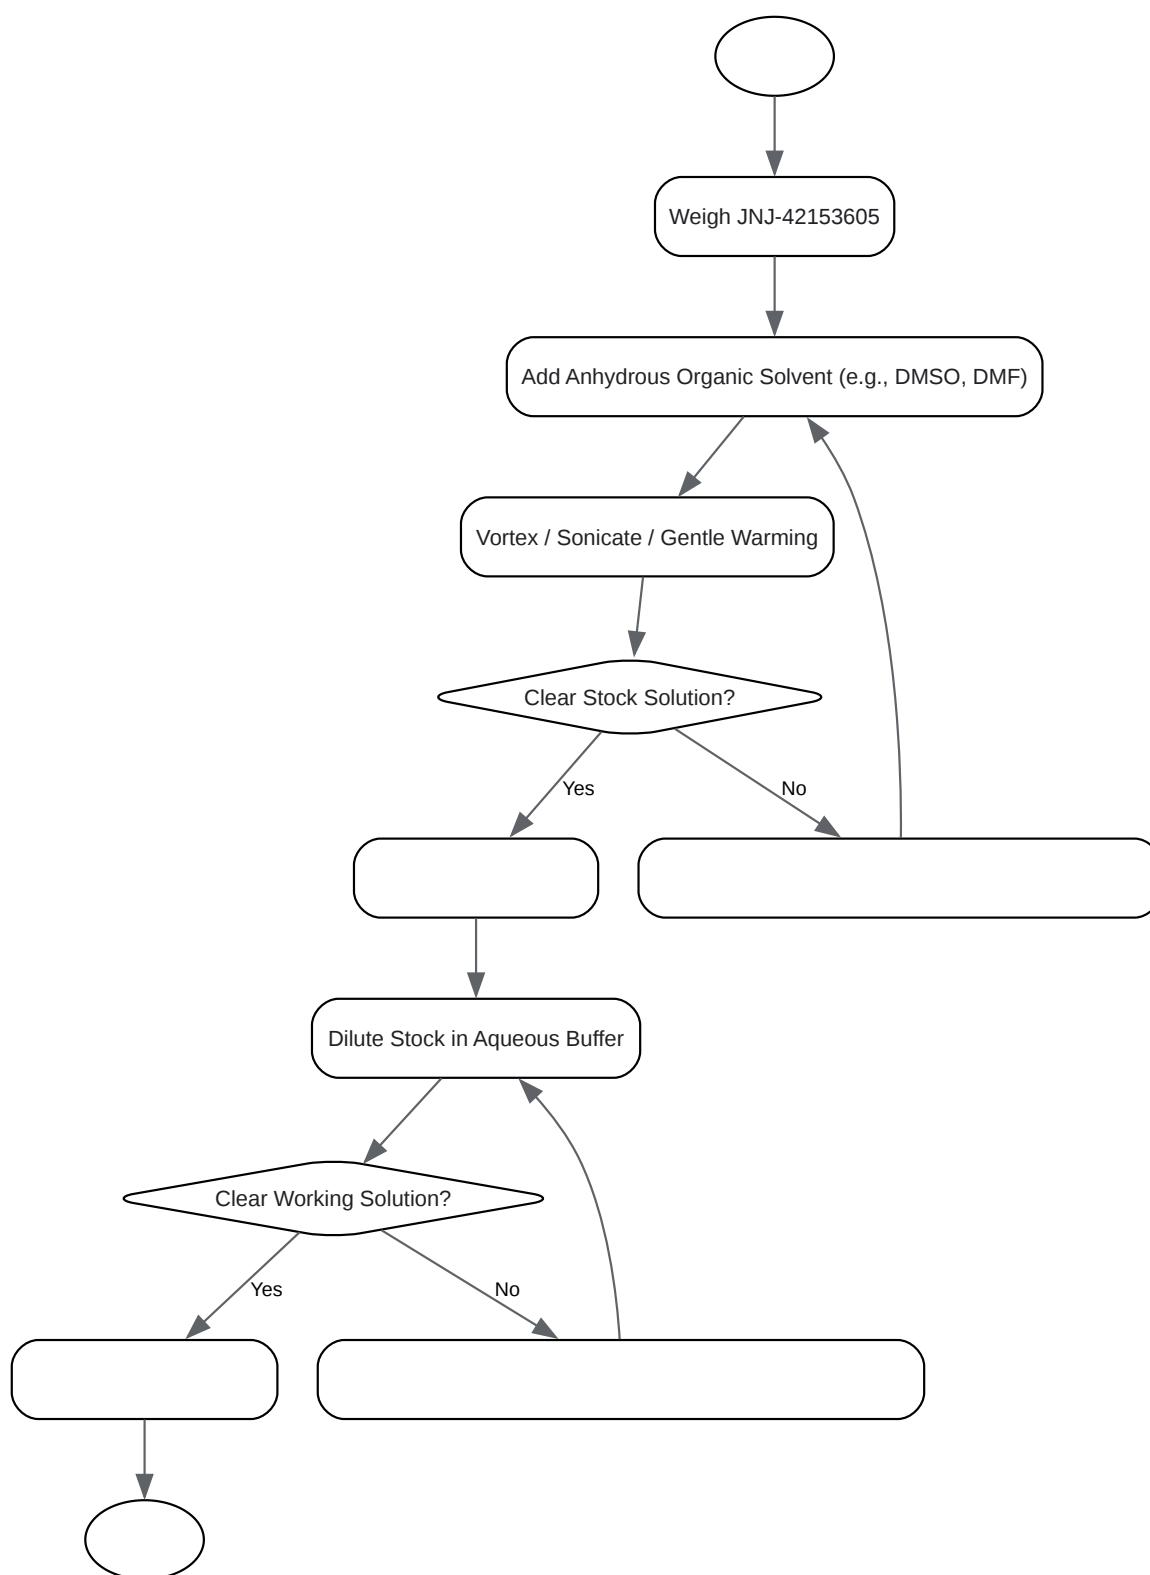 Weigh JNJ-42153605
Add Anhydrous Organic Solvent (e.g., DMSO, DMF)
Vortex / Sonicate / Gentle Warming
Clear Stock Solution?
Yes
No
Dilute Stock in Aqueous Buffer
Clear Working Solution?
Yes
No